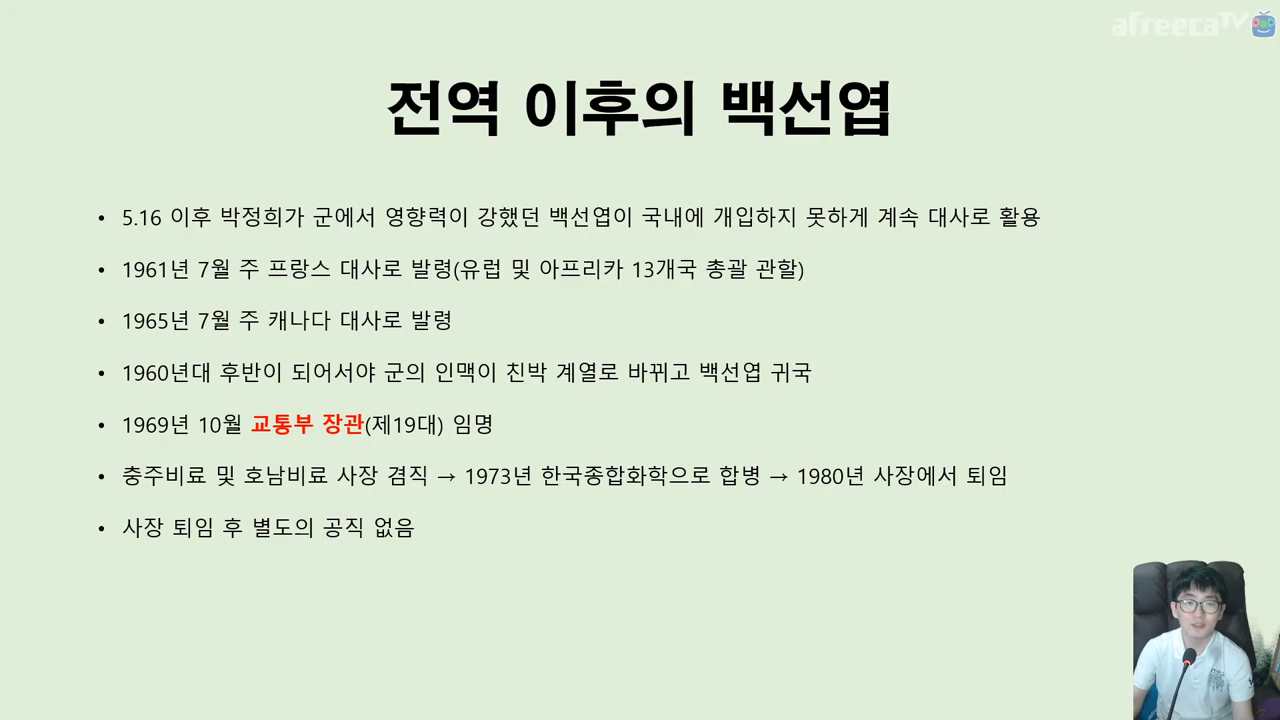 afreecaTV
전역 이후의 백선엽
• 5.16 이후 박정희가 군에서 영향력이 강했던 백선엽이 국내에 개입하지 못하게 계속 대사로 활용
• 1961년 7월 주 프랑스 대사로 발령(유럽 및 아프리카 13개국 총괄 관할)
• 1965년 7월 주 캐나다 대사로 발령
• 1960년대 후반이 되어서야 군의 인맥이 친박 계열로 바뀌고 백선엽 귀국
• 1969년 10월 교통부 장관(제19대) 임명
• 충주비료 및 호남비료 사장 겸직 → 1973년 한국종합화학으로 합병 → 1980년 사장에서 퇴임
• 사장 퇴임 후 별도의 공직 없음